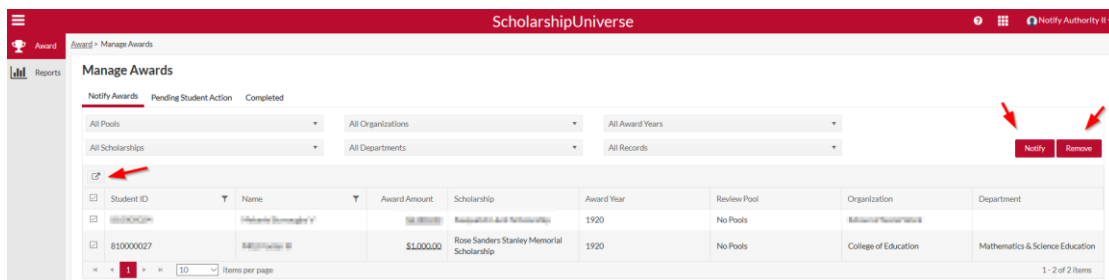 ScholarshipUniverse
Notify Authority II
Award
Award > Manage Awards
Reports
Manage Awards
Notify Awards Pending Student Action Completed
All Pools All Organizations All Award Years
All Scholarships All Departments All Records Notify Remove
Student ID Name Award Amount Scholarship Award Year Review Pool Organization Department
1920 No Pools
810000027 $1,000.00 Rose Sanders Stanley Memorial Scholarship 1920 No Pools College of Education Mathematics & Science Education
1 10 items per page 1 - 2 of 2 items